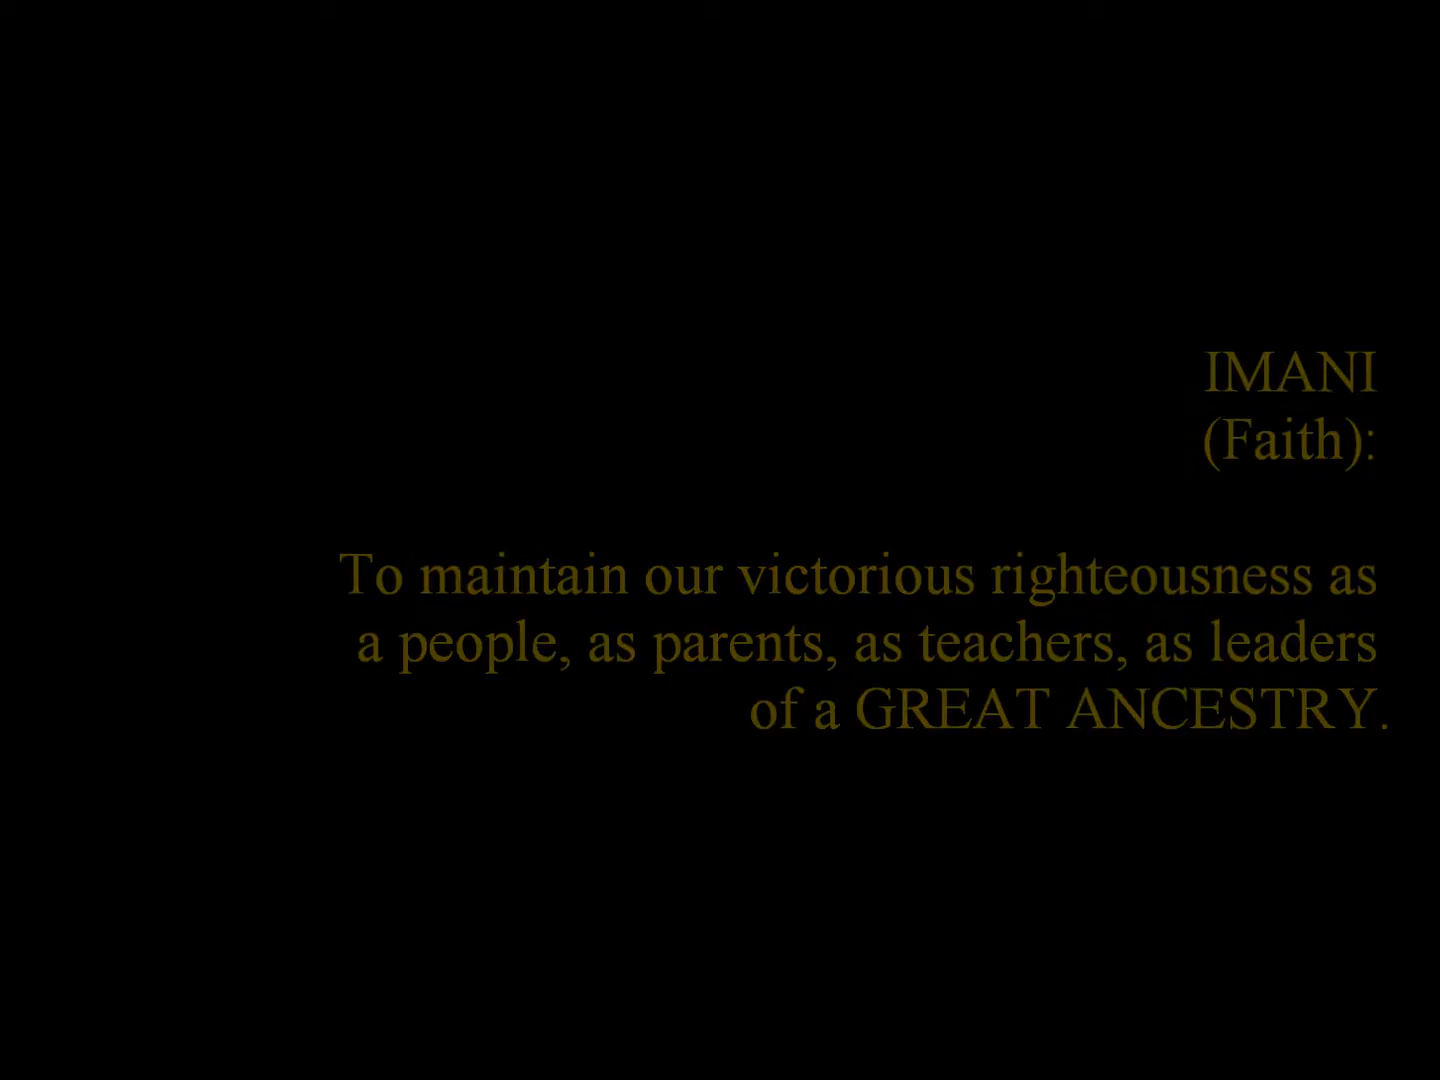 IMANI
(Faith):
To maintain our victorious righteousness as
a people, as parents, as teachers, as leaders
of a GREAT ANCESTRY.